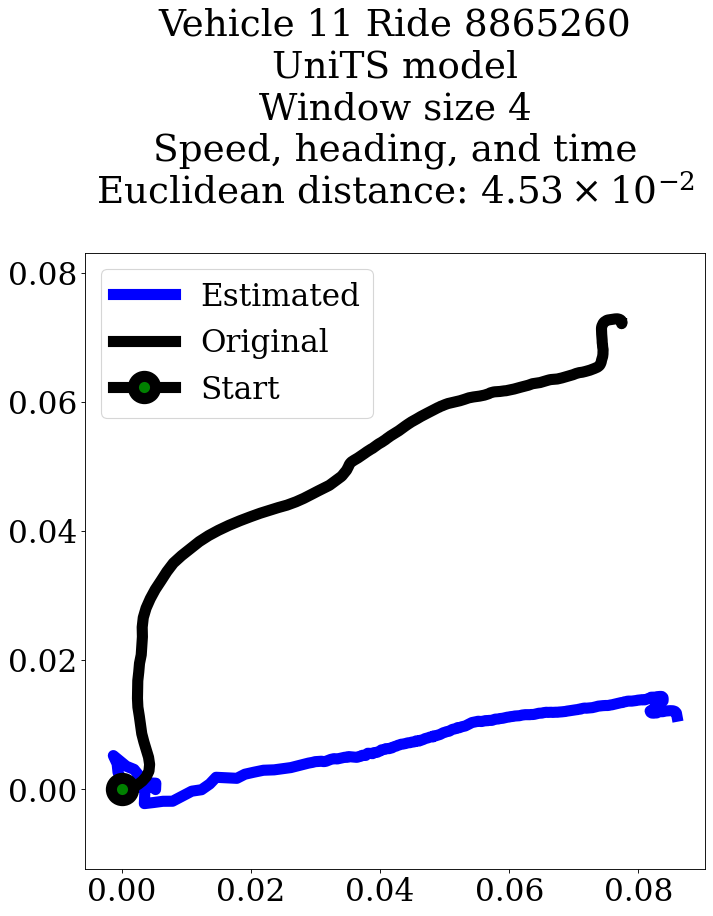 Vehicle 11 Ride 8865260
UniTS model
Window size 4
Speed, heading, and time
Euclidean distance: 4.53 × 10⁻²
Estimated
Original
Start
0.08
0.06
0.04
0.02
0.00
0.00 0.02 0.04 0.06 0.08